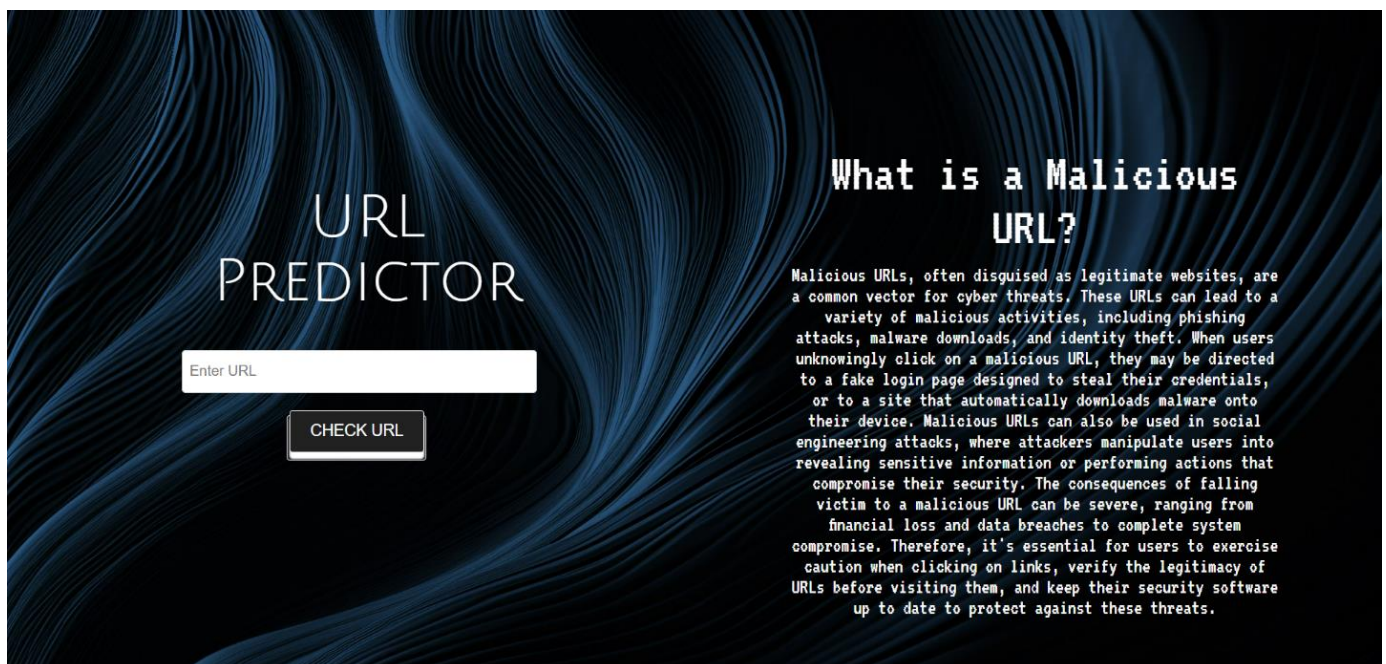 URL
PREDICTOR
Enter URL
CHECK URL
What is a Malicious
URL?
Malicious URLs, often disguised as legitimate websites, are
a common vector for cyber threats. These URLs can lead to a
variety of malicious activities, including phishing
attacks, malware downloads, and identity theft. When users
unknowingly click on a malicious URL, they may be directed
to a fake login page designed to steal their credentials,
or to a site that automatically downloads malware onto
their device. Malicious URLs can also be used in social
engineering attacks, where attackers manipulate users into
revealing sensitive information or performing actions that
compromise their security. The consequences of falling
victim to a malicious URL can be severe, ranging from
financial loss and data breaches to complete system
compromise. Therefore, it's essential for users to exercise
caution when clicking on links, verify the legitimacy of
URLs before visiting them, and keep their security software
up to date to protect against these threats.